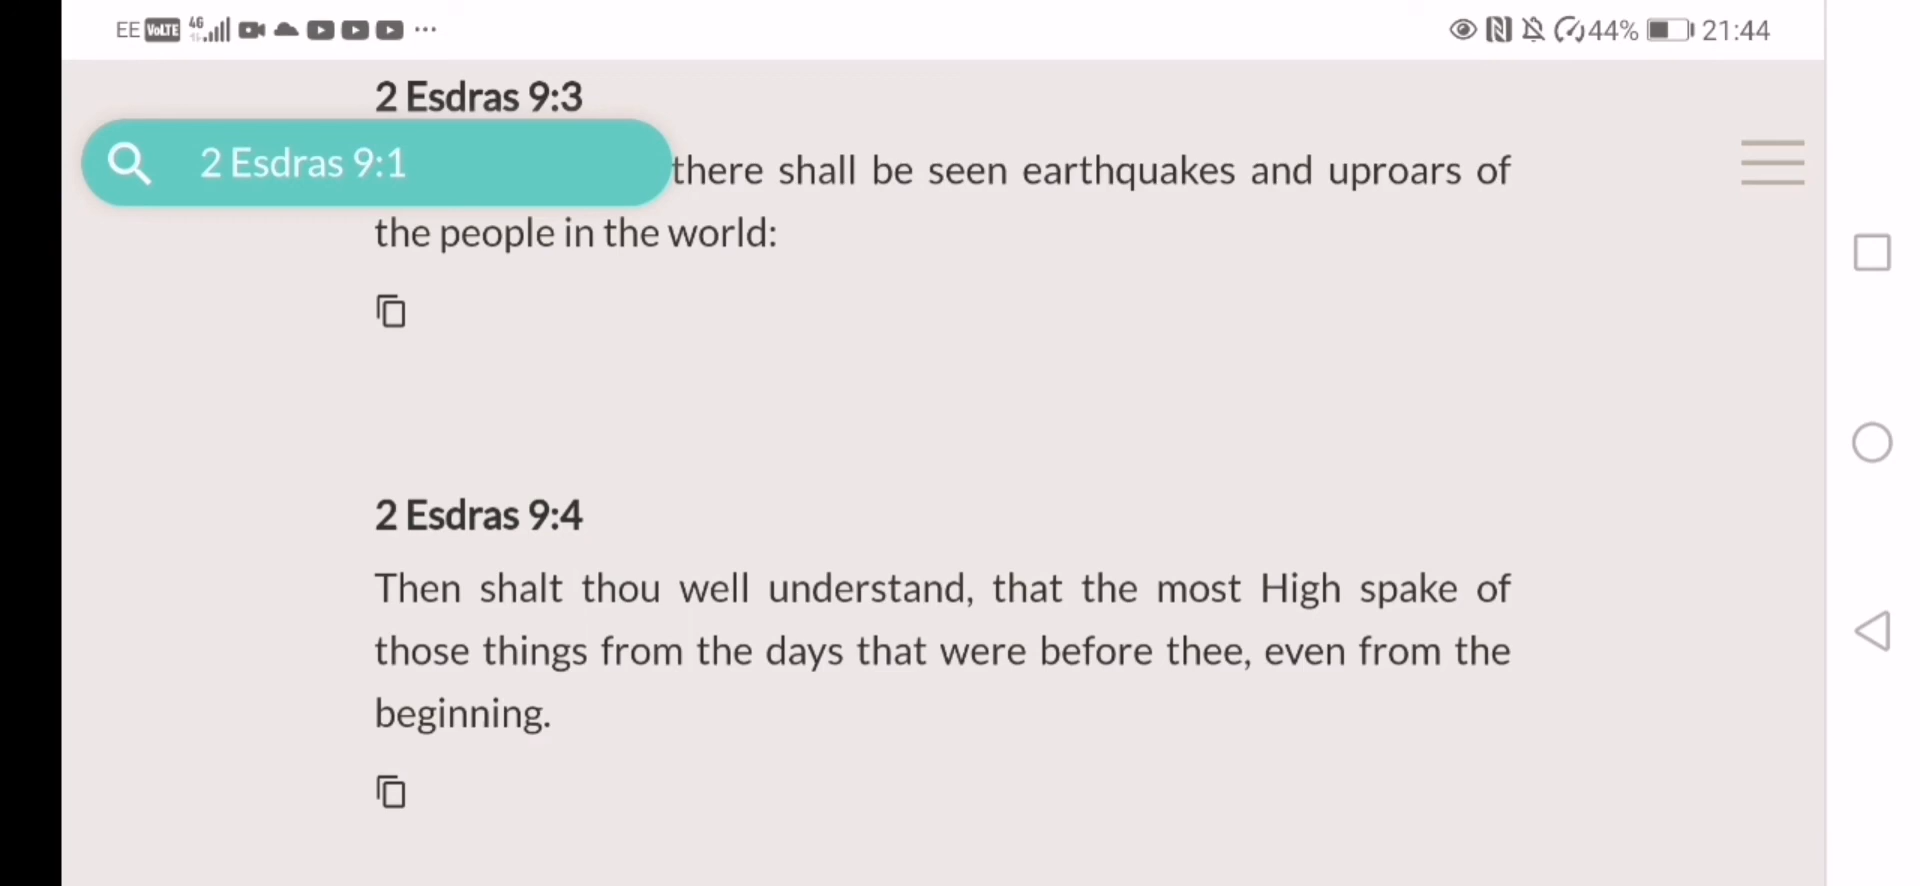 EE VoLTE 4G 44% 21:44
2 Esdras 9:3
2 Esdras 9:1
there shall be seen earthquakes and uproars of
the people in the world:
2 Esdras 9:4
Then shalt thou well understand, that the most High spake of
those things from the days that were before thee, even from the
beginning.